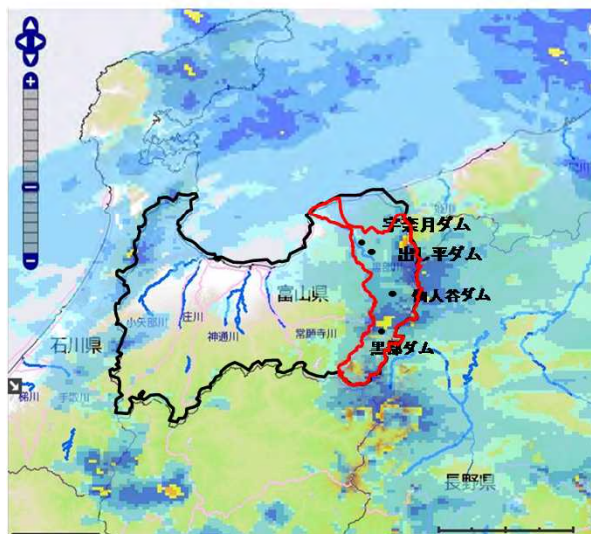 宇奈月ダム
出し平ダム
仙人谷ダム
富山県
小矢部川
庄川
神通川
常願寺川
黒部ダム
石川県
梯川
手取川
長野県